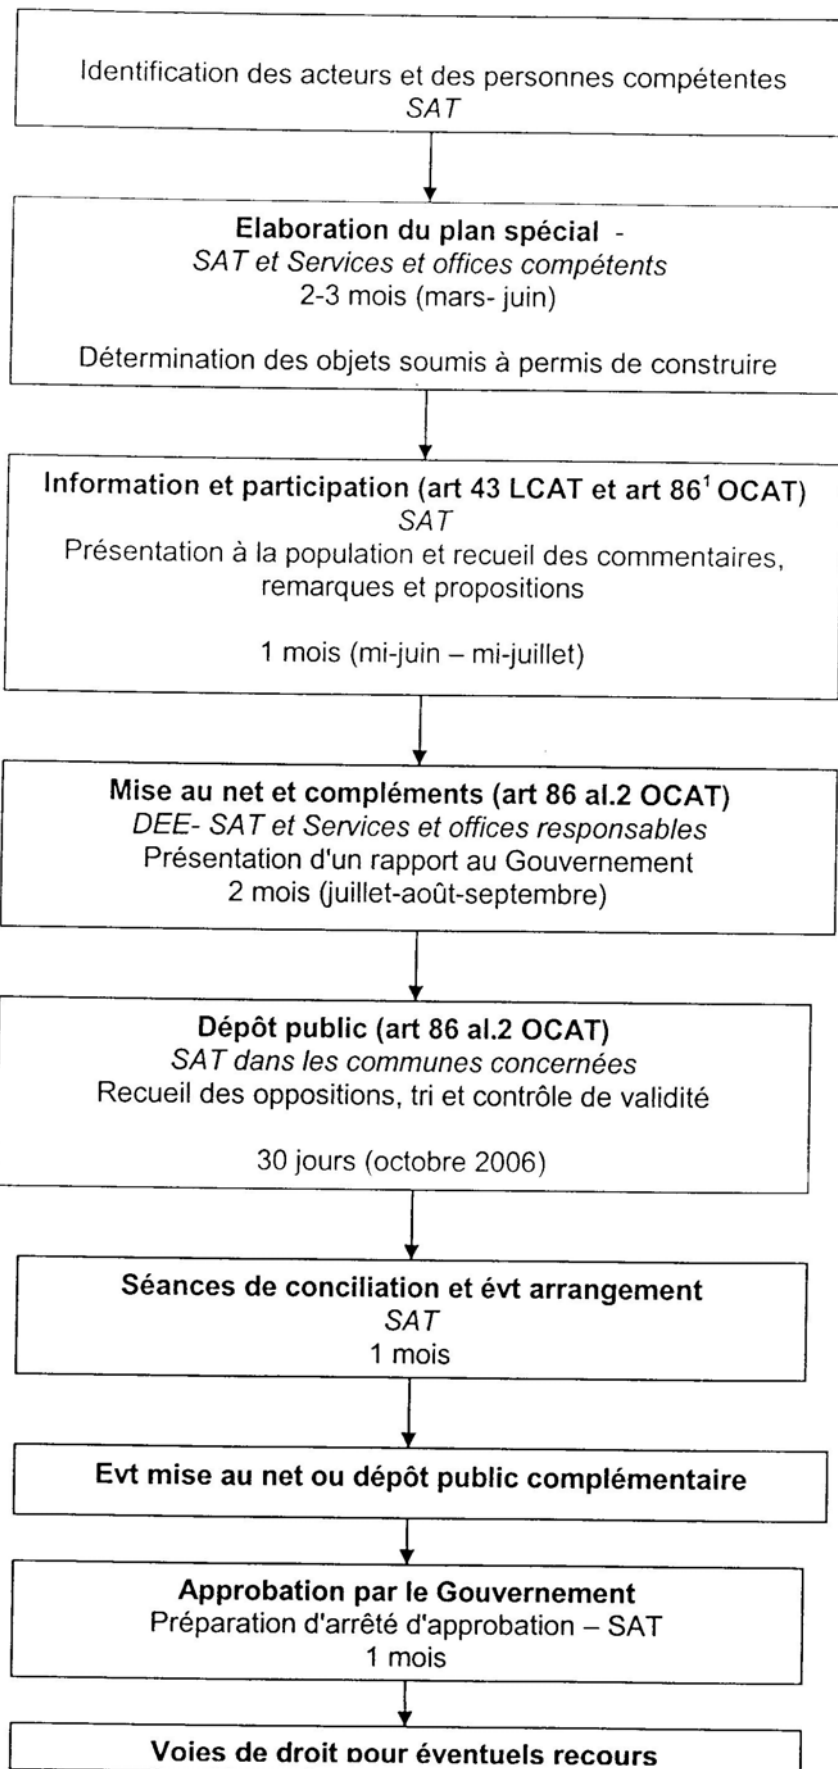 Identification des acteurs et des personnes compétentes
SAT
Elaboration du plan spécial -
SAT et Services et offices compétents
2-3 mois (mars- juin)
Détermination des objets soumis à permis de construire
Information et participation (art 43 LCAT et art 86¹ OCAT)
SAT
Présentation à la population et recueil des commentaires,
remarques et propositions
1 mois (mi-juin – mi-juillet)
Mise au net et compléments (art 86 al.2 OCAT)
DEE- SAT et Services et offices responsables
Présentation d'un rapport au Gouvernement
2 mois (juillet-août-septembre)
Dépôt public (art 86 al.2 OCAT)
SAT dans les communes concernées
Recueil des oppositions, tri et contrôle de validité
30 jours (octobre 2006)
Séances de conciliation et évt arrangement
SAT
1 mois
Evt mise au net ou dépôt public complémentaire
Approbation par le Gouvernement
Préparation d'arrêté d'approbation – SAT
1 mois
Voies de droit pour éventuels recours